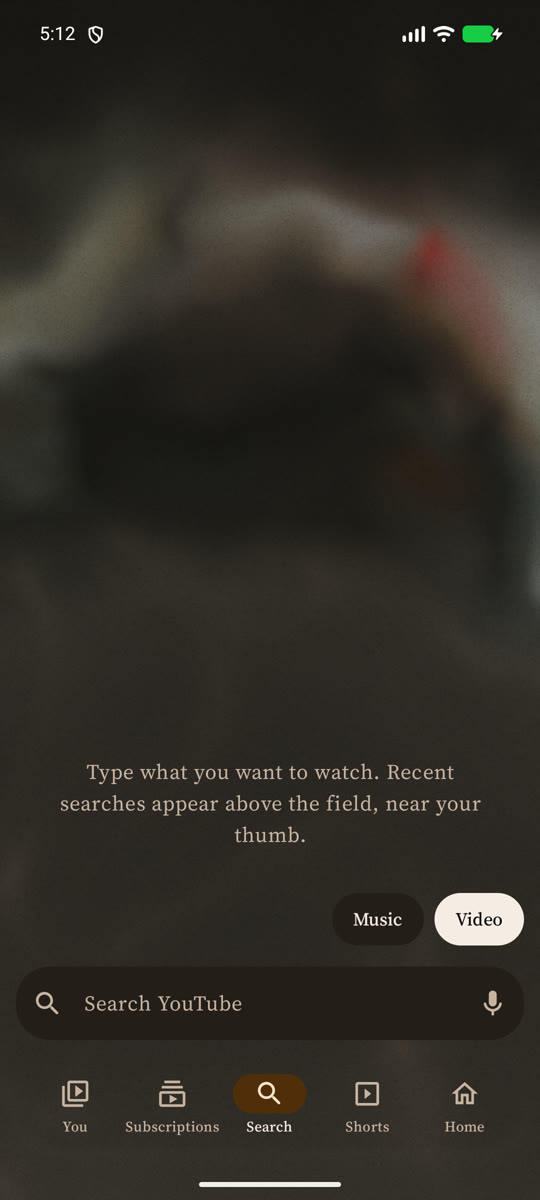 5:12
Type what you want to watch. Recent
searches appear above the field, near your
thumb.
Music
Video
Search YouTube
You
Subscriptions
Search
Shorts
Home